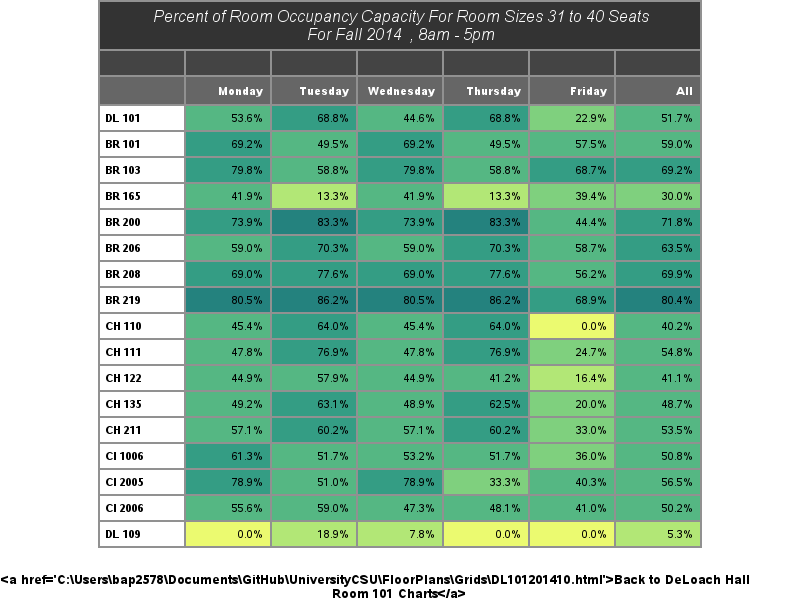 Percent of Room Occupancy Capacity For Room Sizes 31 to 40 Seats
For Fall 2014 , 8am - 5pm
Monday Tuesday Wednesday Thursday Friday All
DL 101 53.6% 68.8% 44.6% 68.8% 22.9% 51.7%
BR 101 69.2% 49.5% 69.2% 49.5% 57.5% 59.0%
BR 103 79.8% 58.8% 79.8% 58.8% 68.7% 69.2%
BR 165 41.9% 13.3% 41.9% 13.3% 39.4% 30.0%
BR 200 73.9% 83.3% 73.9% 83.3% 44.4% 71.8%
BR 206 59.0% 70.3% 59.0% 70.3% 58.7% 63.5%
BR 208 69.0% 77.6% 69.0% 77.6% 56.2% 69.9%
BR 219 80.5% 86.2% 80.5% 86.2% 68.9% 80.4%
CH 110 45.4% 64.0% 45.4% 64.0% 0.0% 40.2%
CH 111 47.8% 76.9% 47.8% 76.9% 24.7% 54.8%
CH 122 44.9% 57.9% 44.9% 41.2% 16.4% 41.1%
CH 135 49.2% 63.1% 48.9% 62.5% 20.0% 48.7%
CH 211 57.1% 60.2% 57.1% 60.2% 33.0% 53.5%
CI 1006 61.3% 51.7% 53.2% 51.7% 36.0% 50.8%
CI 2005 78.9% 51.0% 78.9% 33.3% 40.3% 56.5%
CI 2006 55.6% 59.0% 47.3% 48.1% 41.0% 50.2%
DL 109 0.0% 18.9% 7.8% 0.0% 0.0% 5.3%
<a href='C:\Users\bap2578\Documents\GitHub\UniversityCSU\FloorPlans\Grids\DL101201410.html'>Back to DeLoach Hall
Room 101 Charts</a>